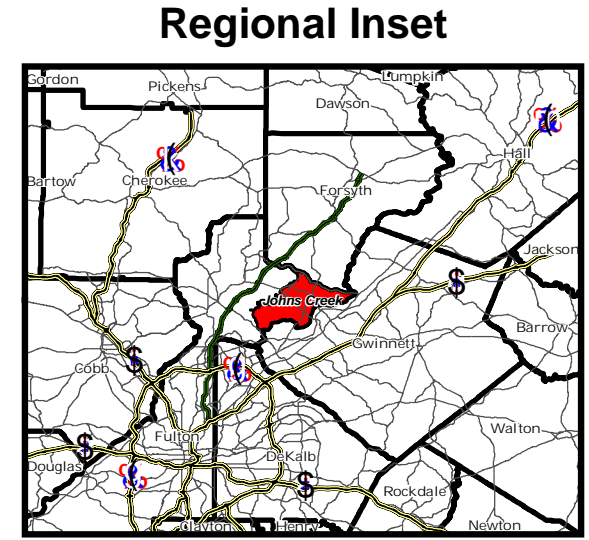 Regional Inset
Gordon
Pickens
Lumpkin
Dawson
Hall
Bartow
Cherokee
Forsyth
Jackson
Johns Creek
Barrow
Gwinnett
Cobb
Walton
Fulton
DeKalb
Douglas
Rockdale
Clayton
Henry
Newton
$
$
$
$